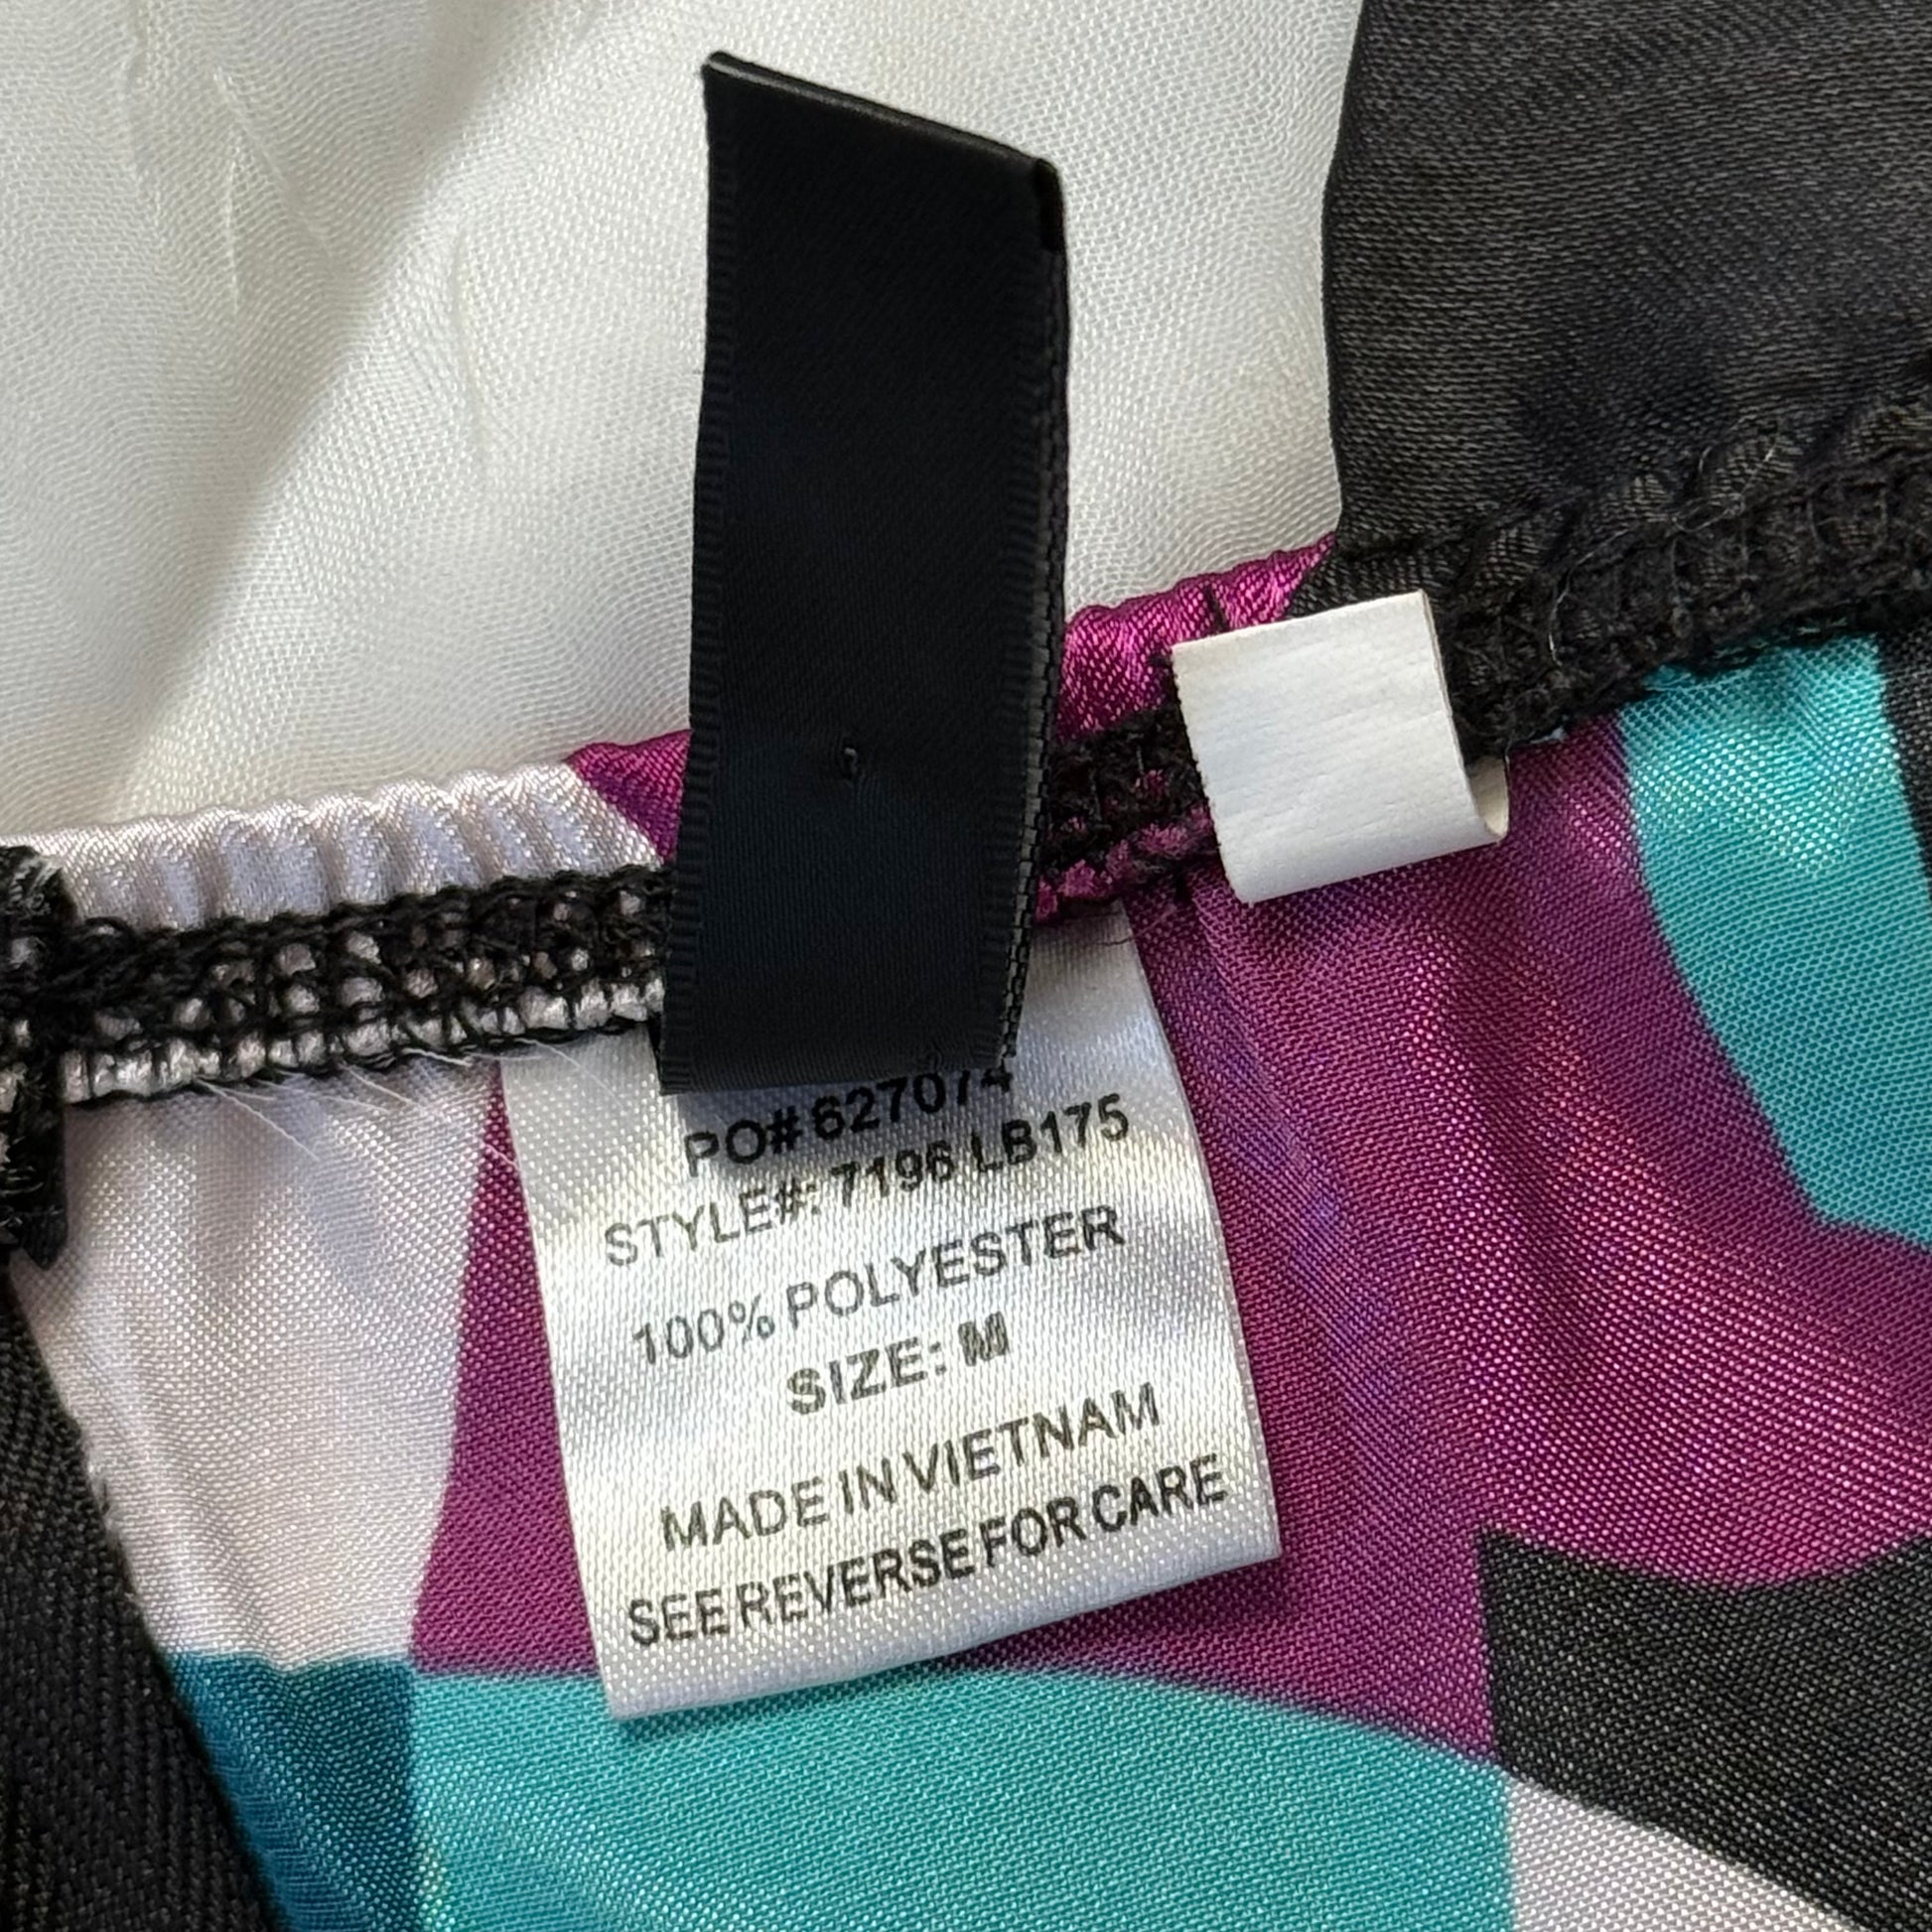 PO# 627074
STYLE#: 7196 LB175
100% POLYESTER
SIZE: M
MADE IN VIETNAM
SEE REVERSE FOR CARE